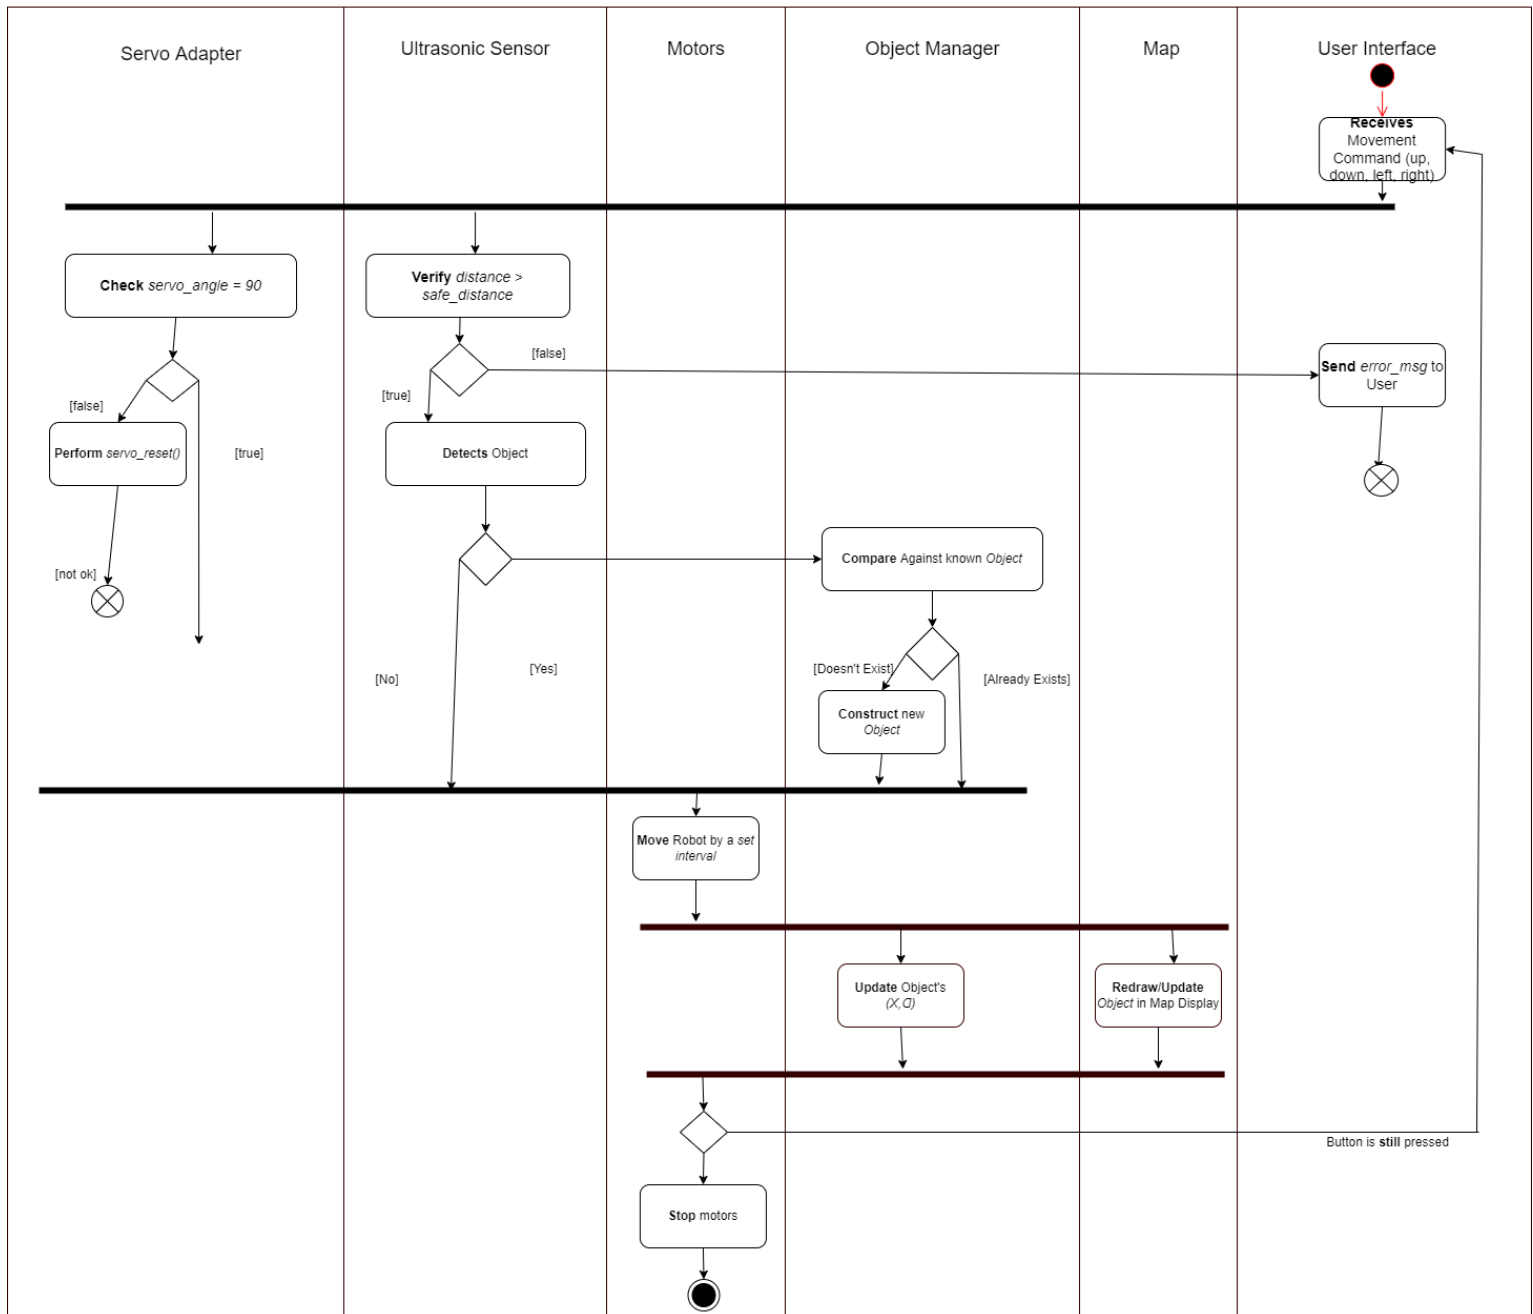 Servo Adapter
Ultrasonic Sensor
Motors
Object Manager
Map
User Interface
Receives
Movement
Command (up,
down, left, right)
Check servo_angle = 90
Verify distance >
safe_distance
[false]
[true]
Send error_msg to
User
[false]
Perform servo_reset()
[true]
Detects Object
[not ok]
Compare Against known Object
[No]
[Yes]
[Doesn't Exist]
[Already Exists]
Construct new
Object
Move Robot by a set
interval
Update Object's
Redraw/Update
Object in Map Display
Button is still pressed
Stop motors